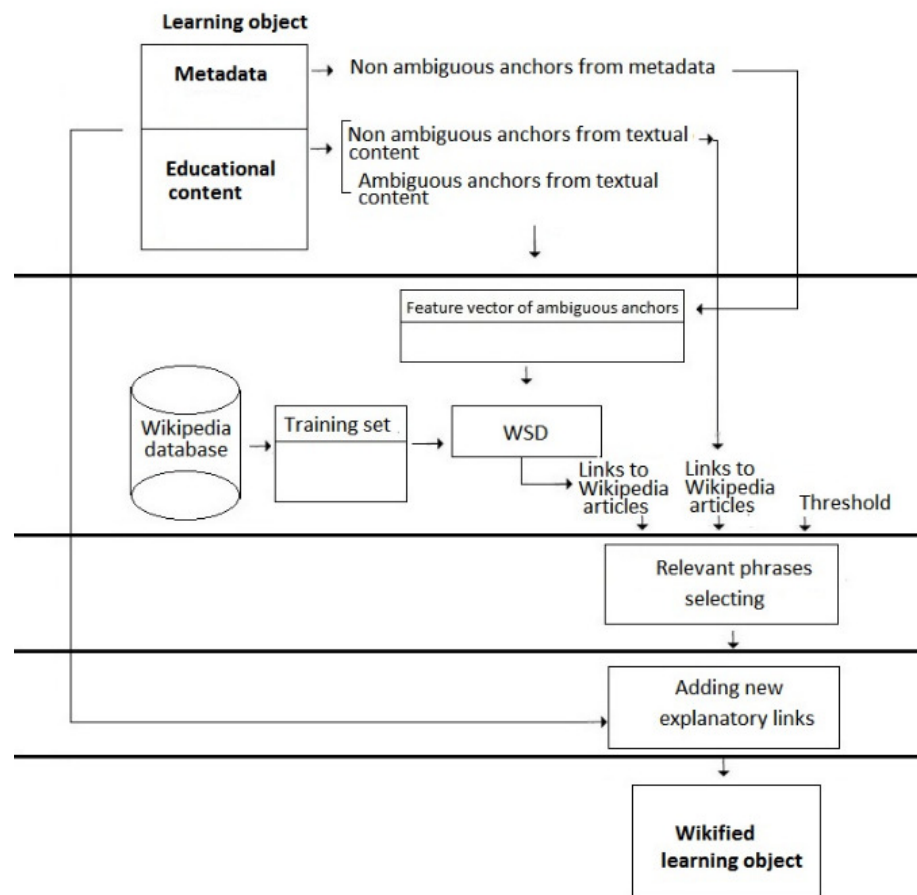 Learning object
Metadata
Non ambiguous anchors from metadata
Non ambiguous anchors from textual
content
Educational
content
Ambiguous anchors from textual
content
Feature vector of ambiguous anchors
Wikipedia
database
Training set
WSD
Links to
Wikipedia
articles
Links to
Wikipedia
articles
Threshold
Relevant phrases
selecting
Adding new
explanatory links
Wikified
learning object